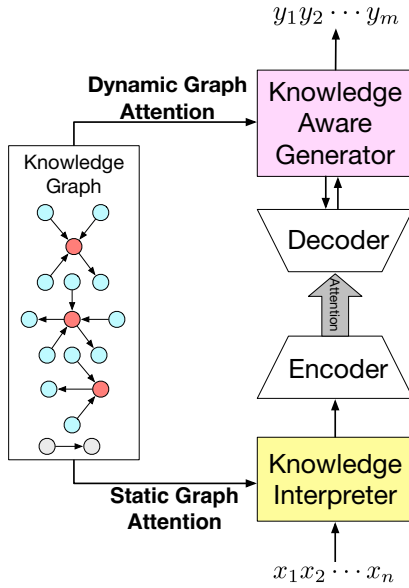 y₁y₂ ⋯ yₘ
Dynamic Graph
Attention
Knowledge
Aware
Generator
Knowledge
Graph
Decoder
Attention
Encoder
Knowledge
Interpreter
Static Graph
Attention
x₁x₂ ⋯ xₙ